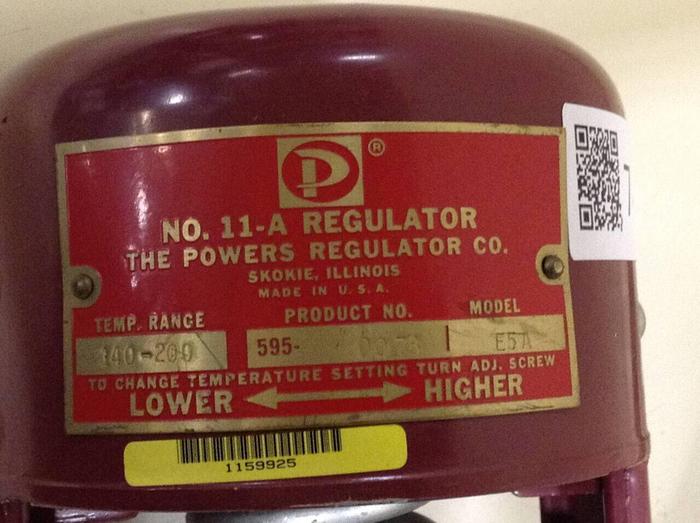 P ®
NO. 11-A REGULATOR
THE POWERS REGULATOR CO.
SKOKIE, ILLINOIS
MADE IN U. S. A.
TEMP. RANGE PRODUCT NO. MODEL
140-200 595- E5A
TO CHANGE TEMPERATURE SETTING TURN ADJ. SCREW
LOWER HIGHER
1159925